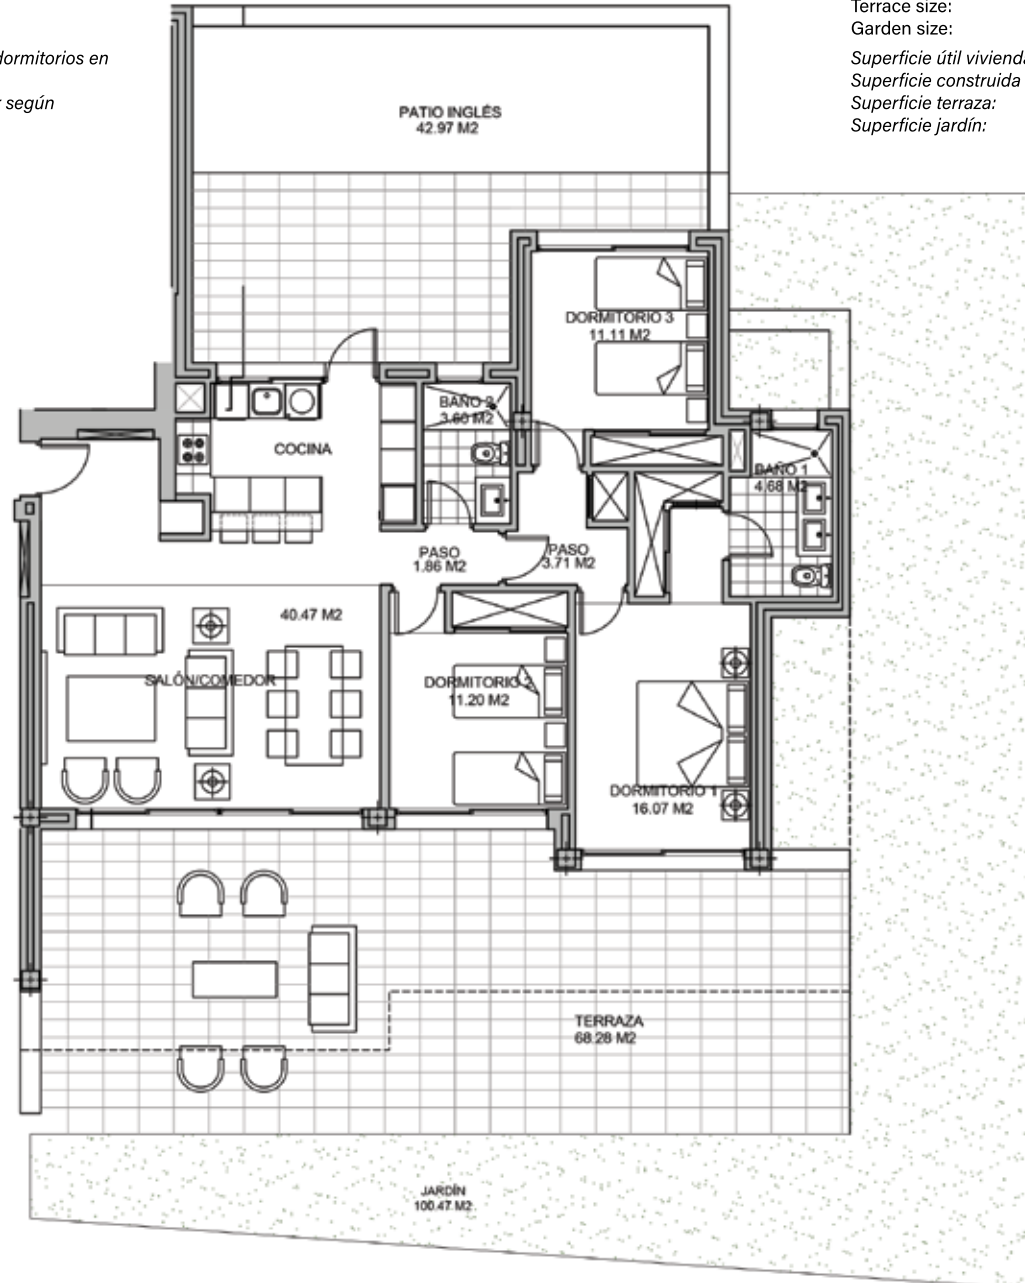 dormitorios en
según
Terrace size:
Garden size:
Superficie útil vivienda
Superficie construida
Superficie terraza:
Superficie jardín:
PATIO INGLÉS
42.97 M2
DORMITORIO 3
11.11 M2
BAÑO 2
3.60 M2
COCINA
BAÑO 1
4.68 M2
PASO
1.86 M2
PASO
3.71 M2
40.47 M2
SALÓN/COMEDOR
DORMITORIO 2
11.20 M2
DORMITORIO 1
16.07 M2
TERRAZA
68.28 M2
JARDÍN
100.47 M2